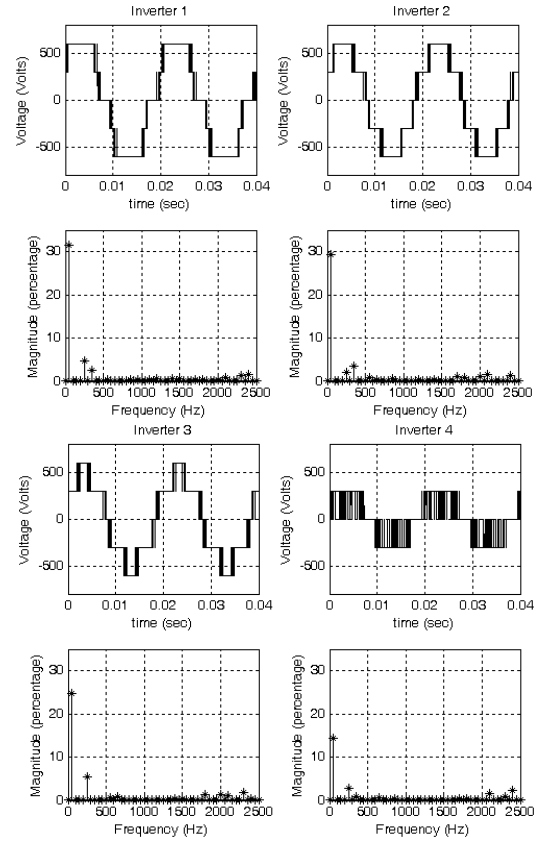 Inverter 1
Voltage (Volts)
500
0
-500
0 0.01 0.02 0.03 0.04
time (sec)
Inverter 2
Voltage (Volts)
500
0
-500
0 0.01 0.02 0.03 0.04
time (sec)
Magnitude (percentage)
30
20
10
0
0 500 1000 1500 2000 2500
Frequency (Hz)
Magnitude (percentage)
30
20
10
0
0 500 1000 1500 2000 2500
Frequency (Hz)
Inverter 3
Voltage (Volts)
500
0
-500
0 0.01 0.02 0.03 0.04
time (sec)
Inverter 4
Voltage (Volts)
500
0
-500
0 0.01 0.02 0.03 0.04
time (sec)
Magnitude (percentage)
30
20
10
0
0 500 1000 1500 2000 2500
Frequency (Hz)
Magnitude (percentage)
30
20
10
0
0 500 1000 1500 2000 2500
Frequency (Hz)